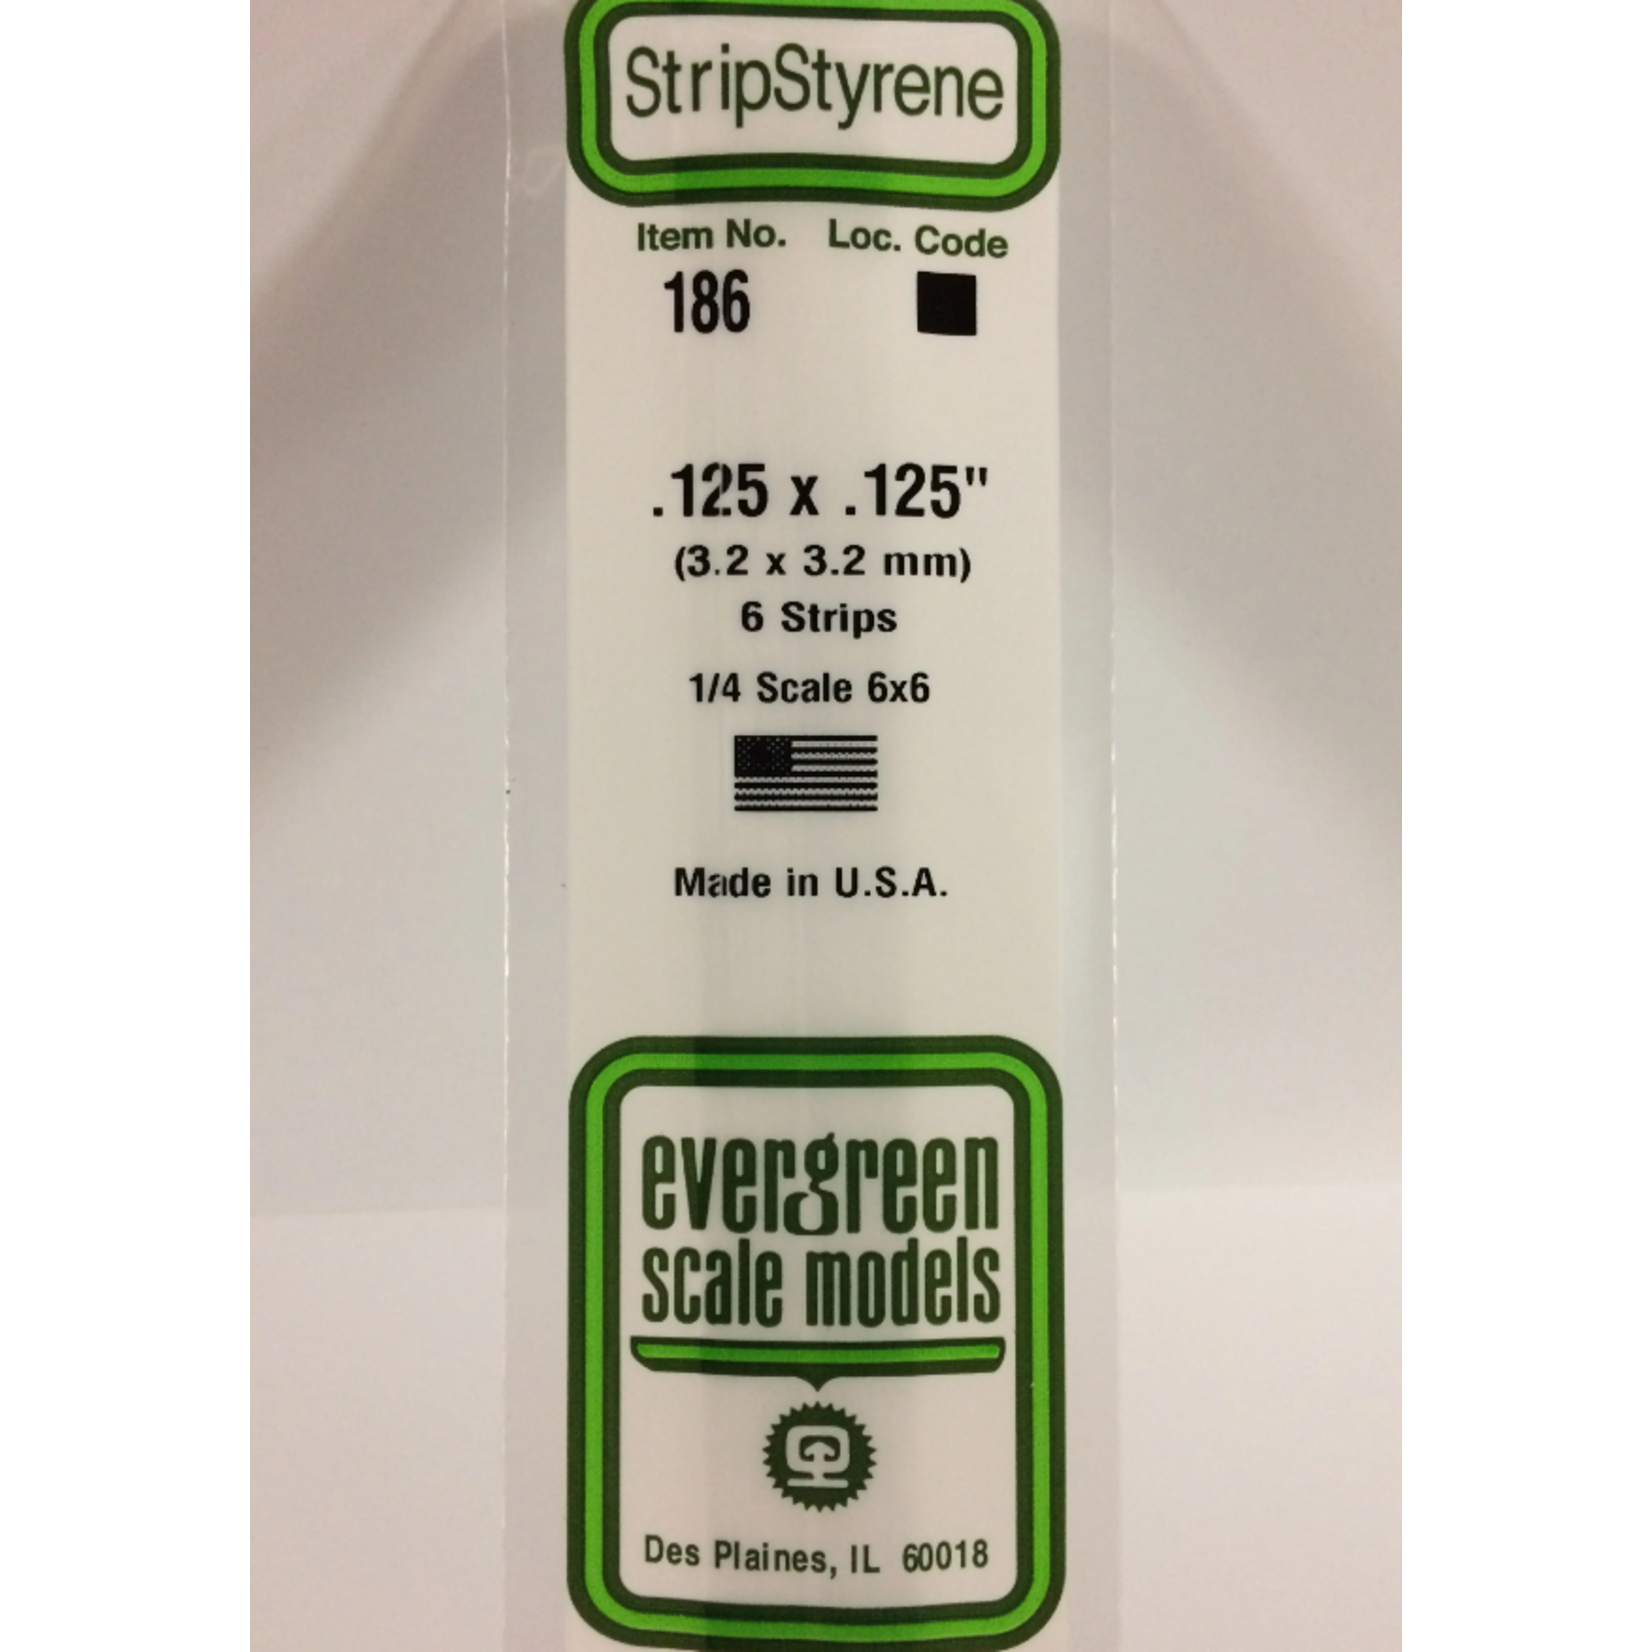 StripStyrene
Item No. Loc. Code
186
.125 x .125"
(3.2 x 3.2 mm)
6 Strips
1/4 Scale 6x6
Made in U.S.A.
evergreen
scale models
Des Plaines, IL 60018